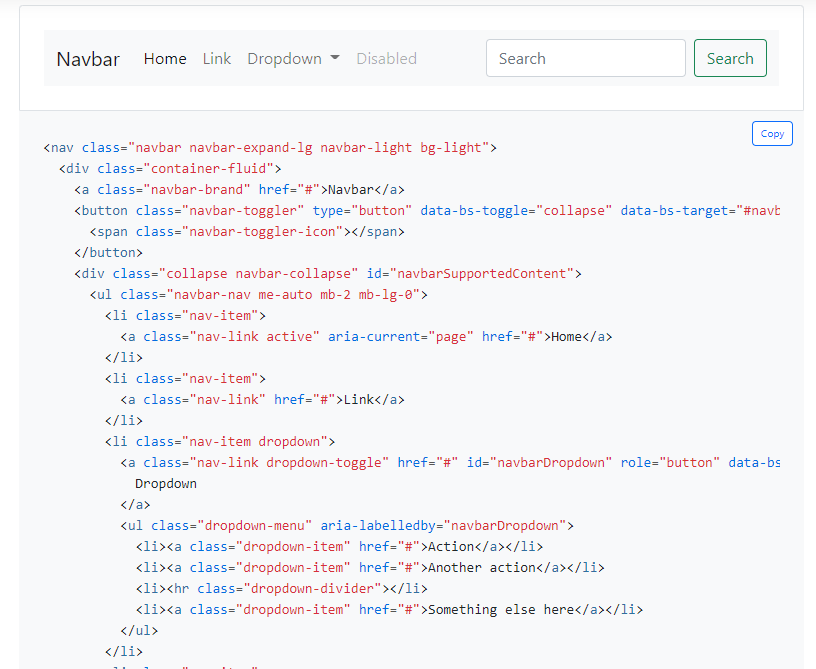 Navbar Home Link Dropdown Disabled Search Search
Copy
<nav class="navbar navbar-expand-lg navbar-light bg-light">
  <div class="container-fluid">
    <a class="navbar-brand" href="#">Navbar</a>
    <button class="navbar-toggler" type="button" data-bs-toggle="collapse" data-bs-target="#navb
      <span class="navbar-toggler-icon"></span>
    </button>
    <div class="collapse navbar-collapse" id="navbarSupportedContent">
      <ul class="navbar-nav me-auto mb-2 mb-lg-0">
        <li class="nav-item">
          <a class="nav-link active" aria-current="page" href="#">Home</a>
        </li>
        <li class="nav-item">
          <a class="nav-link" href="#">Link</a>
        </li>
        <li class="nav-item dropdown">
          <a class="nav-link dropdown-toggle" href="#" id="navbarDropdown" role="button" data-bs
            Dropdown
          </a>
          <ul class="dropdown-menu" aria-labelledby="navbarDropdown">
            <li><a class="dropdown-item" href="#">Action</a></li>
            <li><a class="dropdown-item" href="#">Another action</a></li>
            <li><hr class="dropdown-divider"></li>
            <li><a class="dropdown-item" href="#">Something else here</a></li>
          </ul>
        </li>